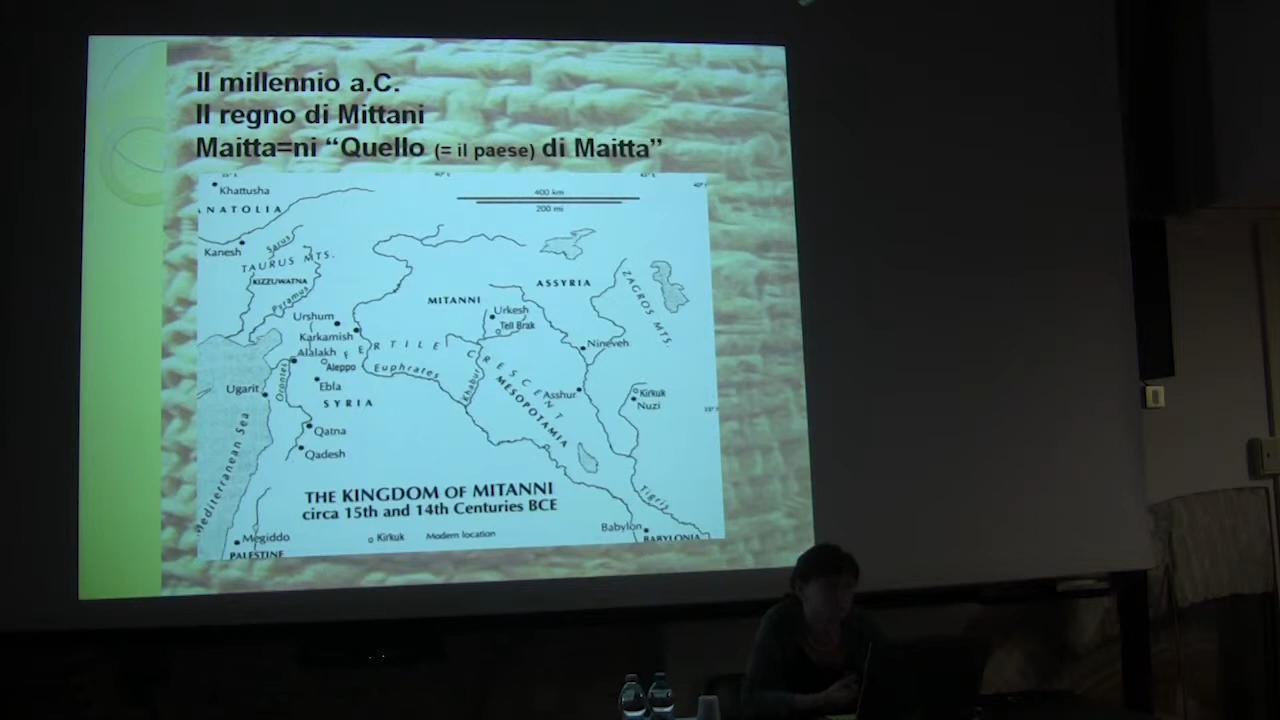 II millennio a.C.
Il regno di Mittani
Maitta=ni “Quello (= il paese) di Maitta”
40° E
40° N
Khattusha
400 km
200 mi
ANATOLIA
Kanesh
Sarus
TAURUS MTS.
KIZZUWATNA
Pyramus
ASSYRIA
ZAGROS MTS.
MITANNI
Urkesh
Tell Brak
Urshum
Karkamish
Nineveh
FERTILE CRESCENT
Alalakh
Aleppo
Euphrates
Khabur
MESOPOTAMIA
Orontes
Ebla
Ugarit
SYRIA
Asshur
Kirkuk
Nuzi
Qatna
Qadesh
Mediterranean Sea
THE KINGDOM OF MITANNI
circa 15th and 14th Centuries BCE
Tigris
Babylon
BABYLONIA
Megiddo
PALESTINE
Kirkuk Modern location